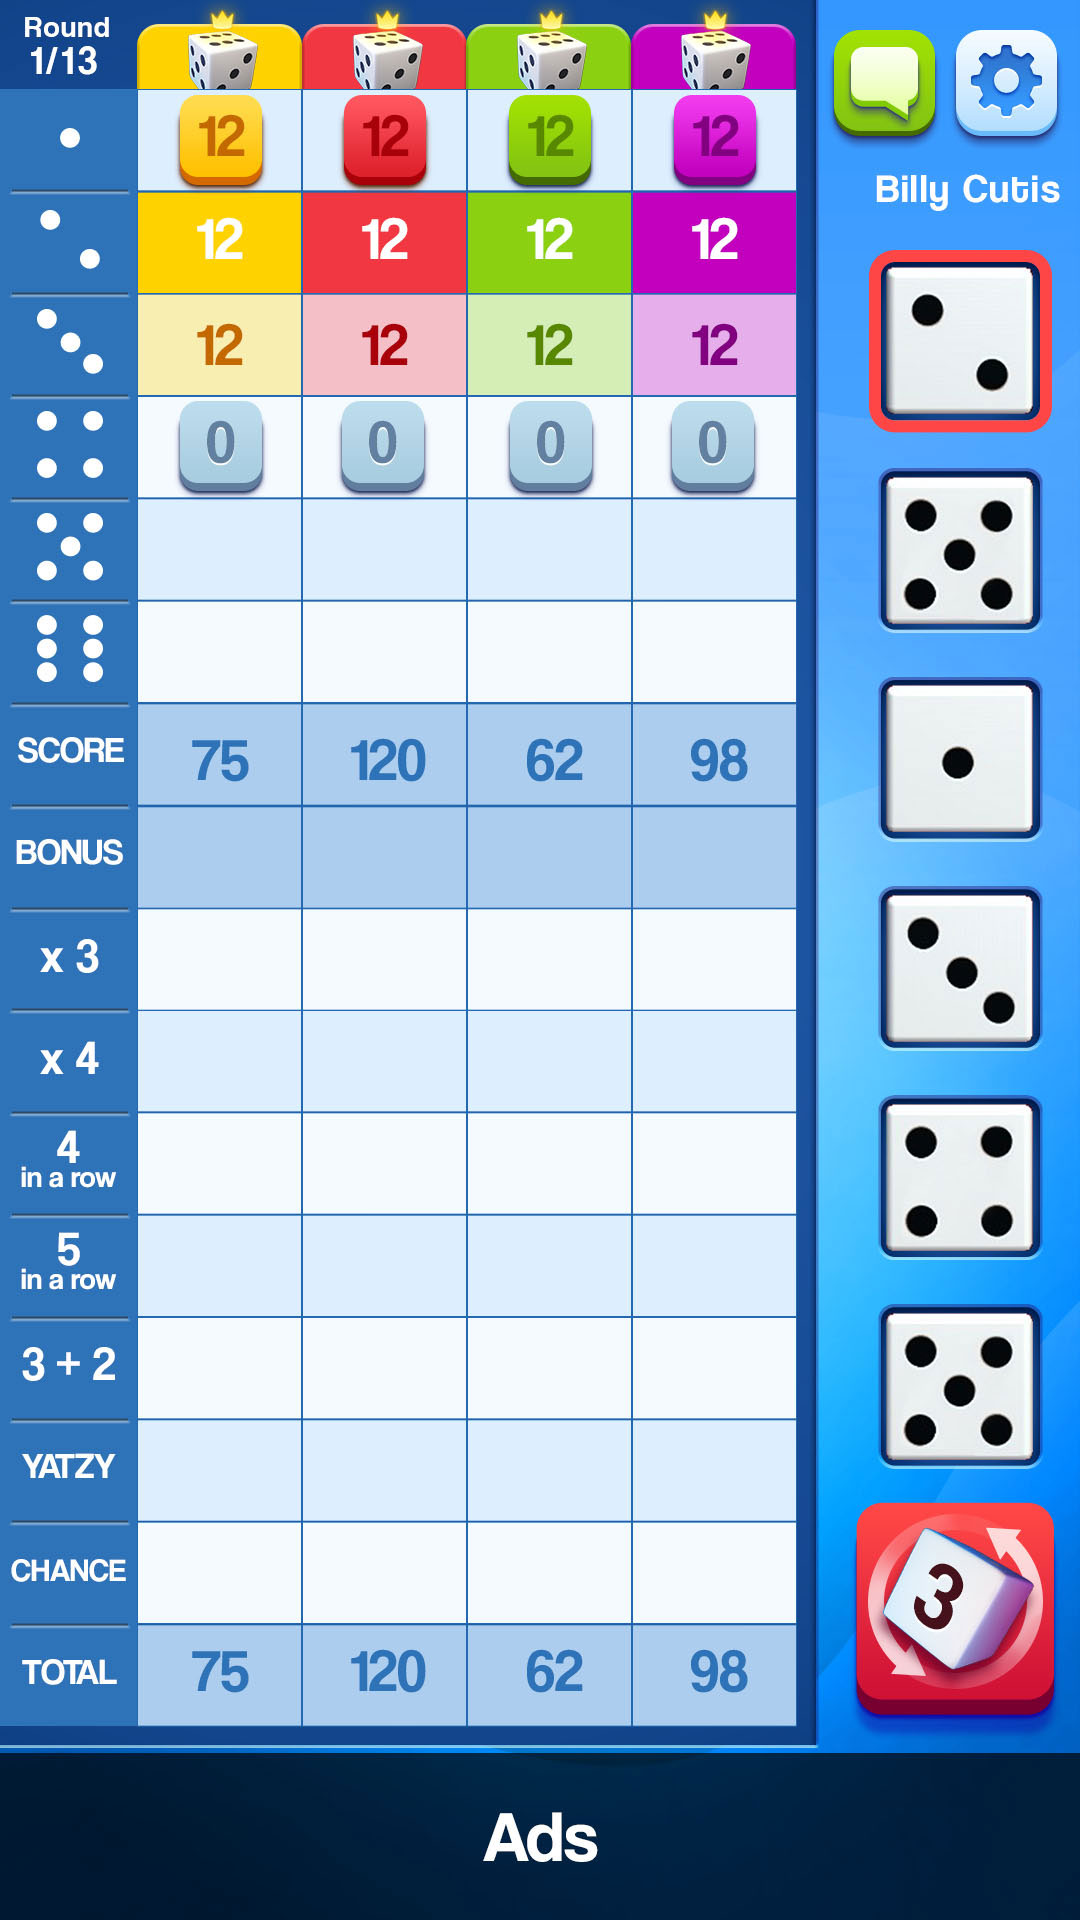 Round
1/13
12 12 12 12
12 12 12 12
12 12 12 12
0 0 0 0
SCORE 75 120 62 98
BONUS
x 3
x 4
4
in a row
5
in a row
3 + 2
YATZY
CHANCE
TOTAL 75 120 62 98
Billy Cutis
3
Ads